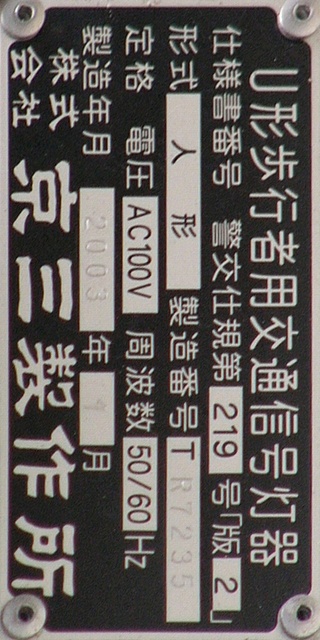 U形歩行者用交通信号灯器
仕様書番号 警交仕規第 219 号「版 2 」
形式 人形 製造番号 T R7235
定格 電圧 AC100V 周波数 50/60 Hz
製造年月 2003 年 月
株式会社 京三製作所